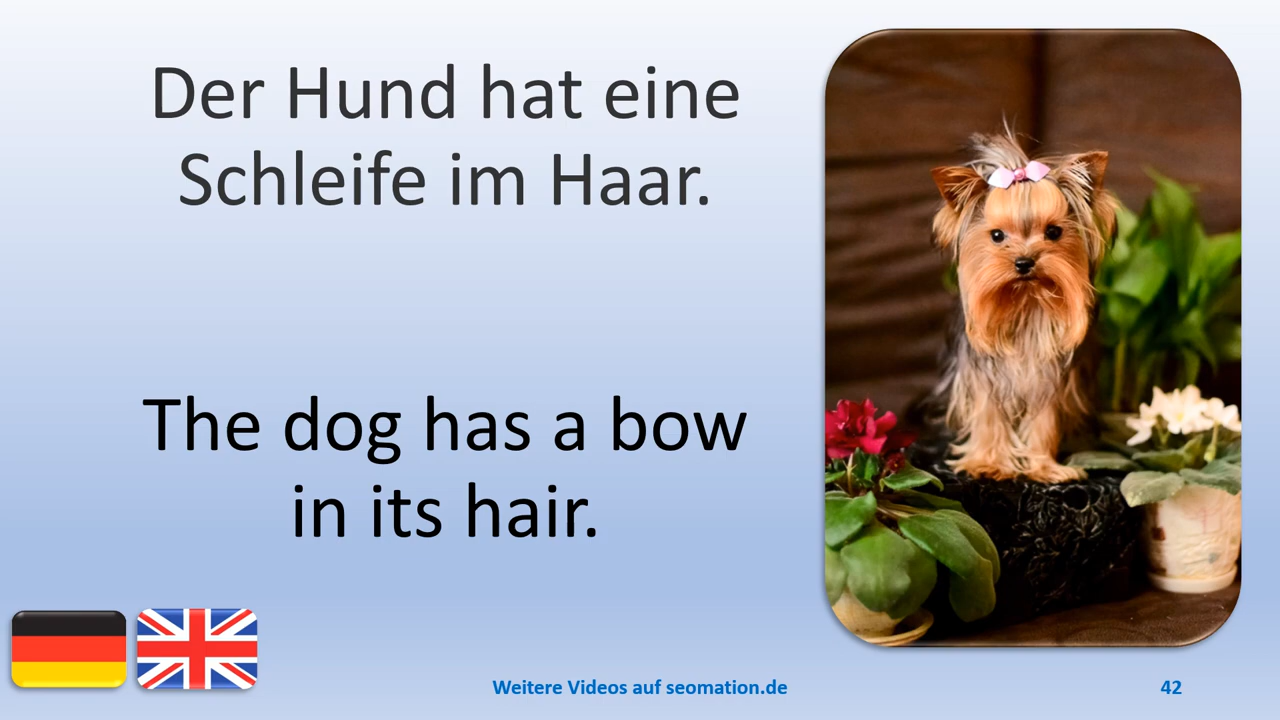 Der Hund hat eine
Schleife im Haar.
The dog has a bow
in its hair.
Weitere Videos auf seomation.de
42